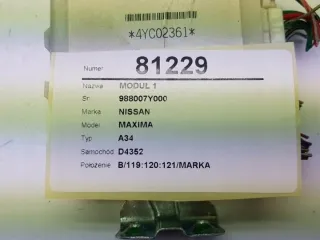 *4YC02361*
Numer 81229
Nazwa MODUL 1
Sr. 988007Y000
Marka NISSAN
Model MAXIMA
Typ A34
Samochód D4352
Położenie B/119:120:121/MARKA